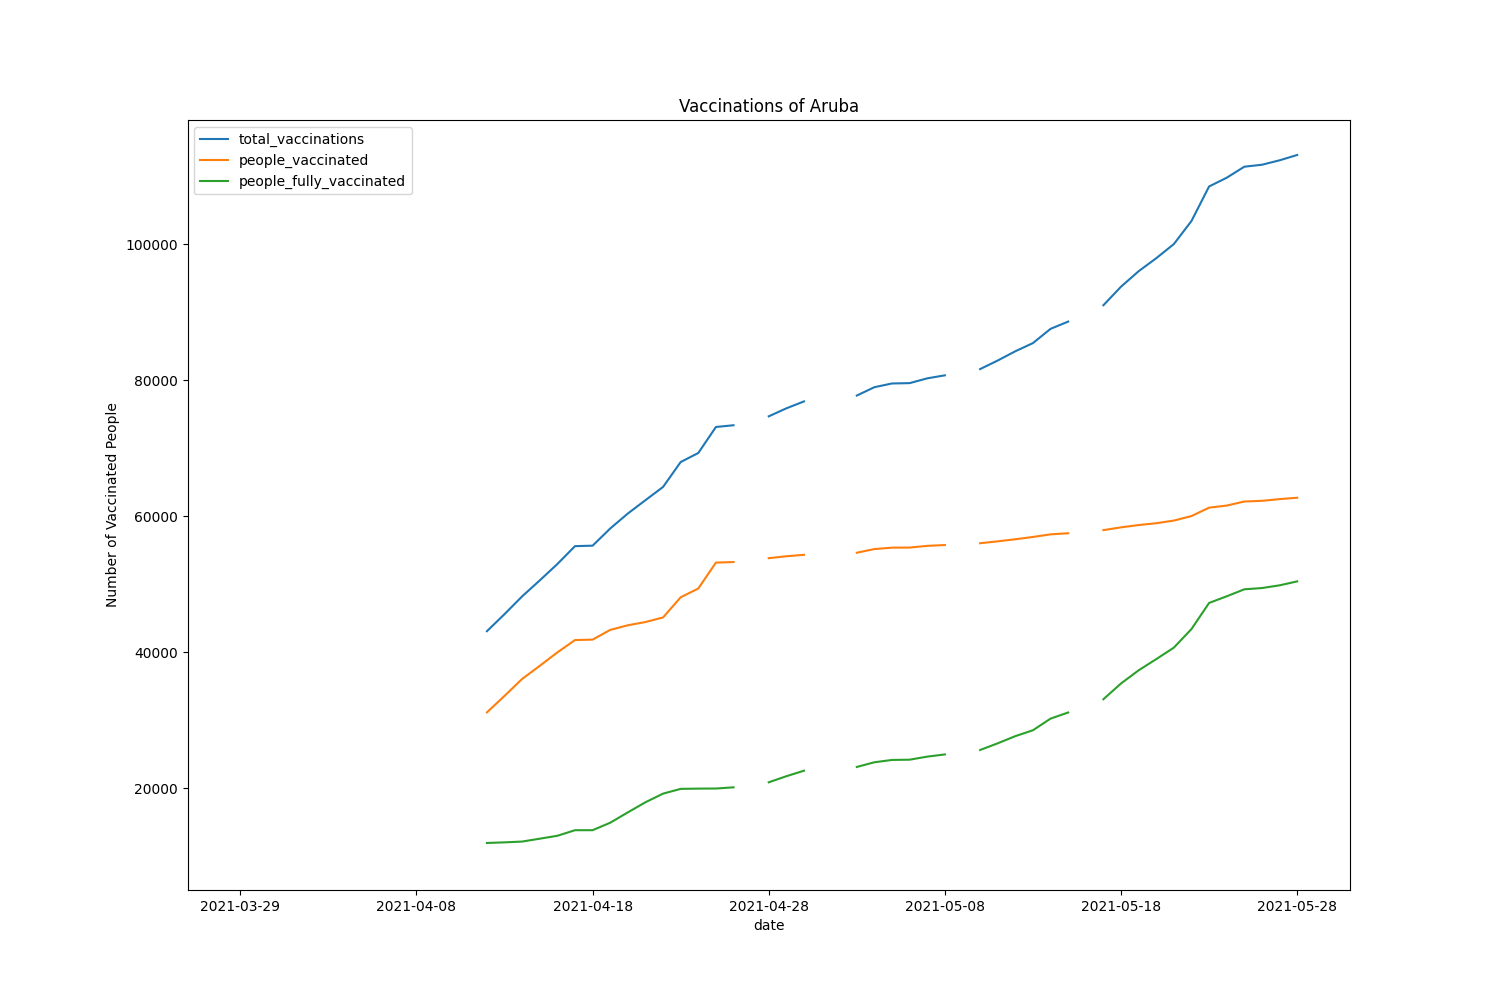 Vaccinations of Aruba
total_vaccinations
people_vaccinated
people_fully_vaccinated
100000
80000
60000
40000
20000
Number of Vaccinated People
2021-03-29 2021-04-08 2021-04-18 2021-04-28 2021-05-08 2021-05-18 2021-05-28
date